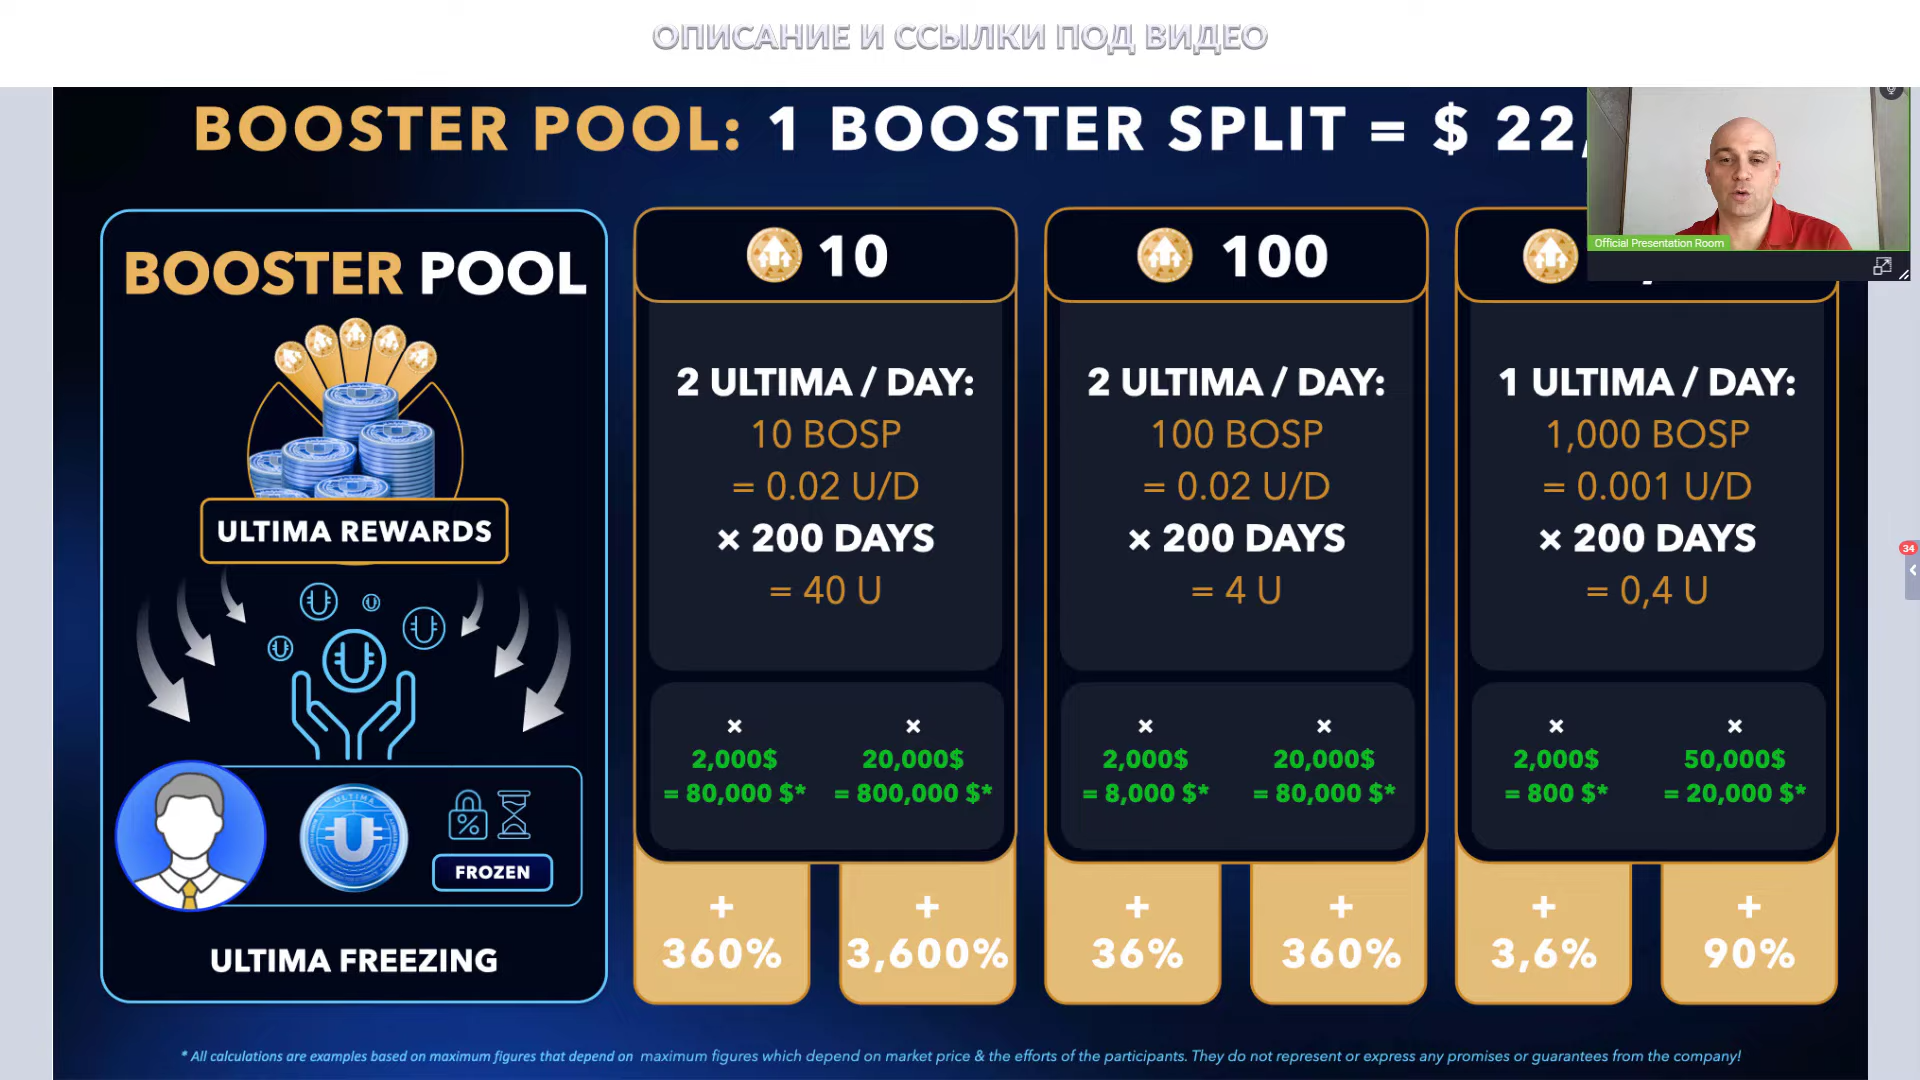 ОПИСАНИЕ И ССЫЛКИ ПОД ВИДЕО
BOOSTER POOL: 1 BOOSTER SPLIT = $ 22,
Official Presentation Room
BOOSTER POOL
ULTIMA REWARDS
ULTIMA
FROZEN
ULTIMA FREEZING
10
2 ULTIMA / DAY:
10 BOSP
= 0.02 U/D
× 200 DAYS
= 40 U
×
2,000$
= 80,000 $*
×
20,000$
= 800,000 $*
+
360%
+
3,600%
100
2 ULTIMA / DAY:
100 BOSP
= 0.02 U/D
× 200 DAYS
= 4 U
×
2,000$
= 8,000 $*
×
20,000$
= 80,000 $*
+
36%
+
360%
1 ULTIMA / DAY:
1,000 BOSP
= 0.001 U/D
× 200 DAYS
= 0,4 U
×
2,000$
= 800 $*
×
50,000$
= 20,000 $*
+
3,6%
+
90%
34
* All calculations are examples based on maximum figures that depend on maximum figures which depend on market price & the efforts of the participants. They do not represent or express any promises or guarantees from the company!